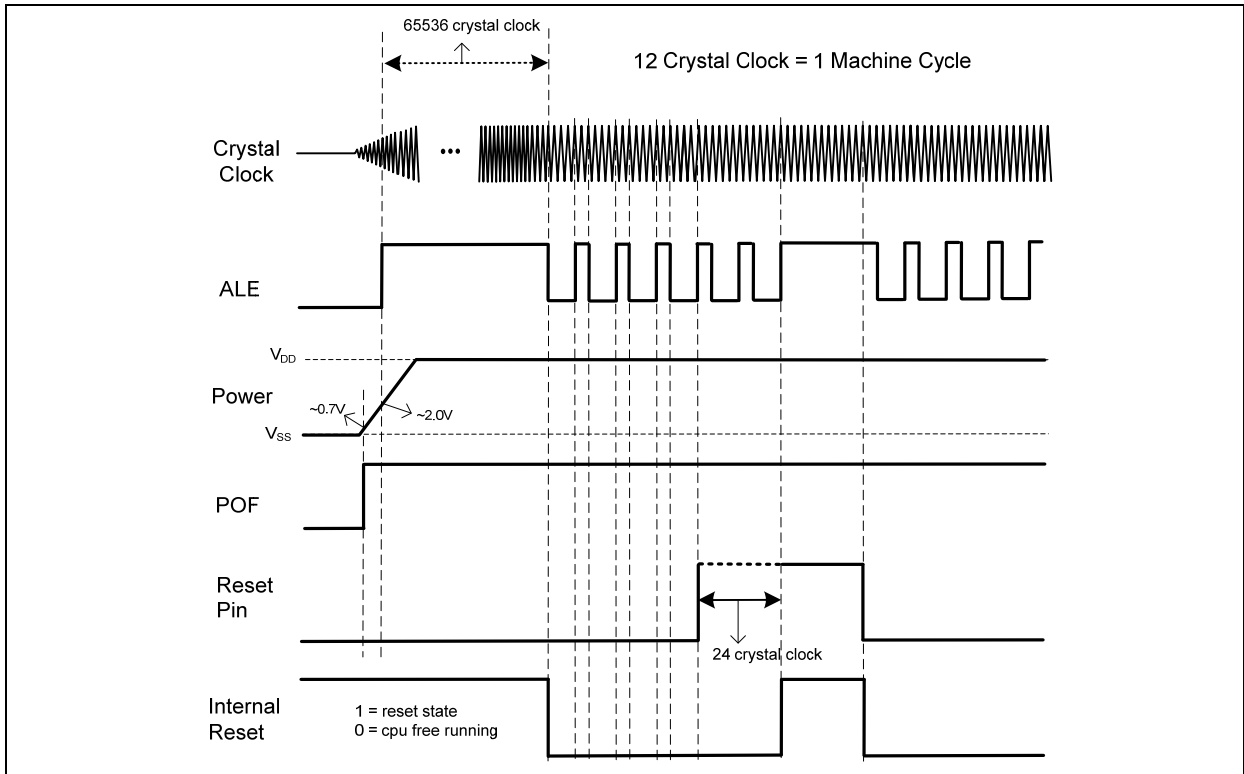 65536 crystal clock
12 Crystal Clock = 1 Machine Cycle
Crystal
Clock
...
ALE
VDD
Power
~0.7V
~2.0V
VSS
POF
Reset
Pin
24 crystal clock
Internal
Reset
1 = reset state
0 = cpu free running